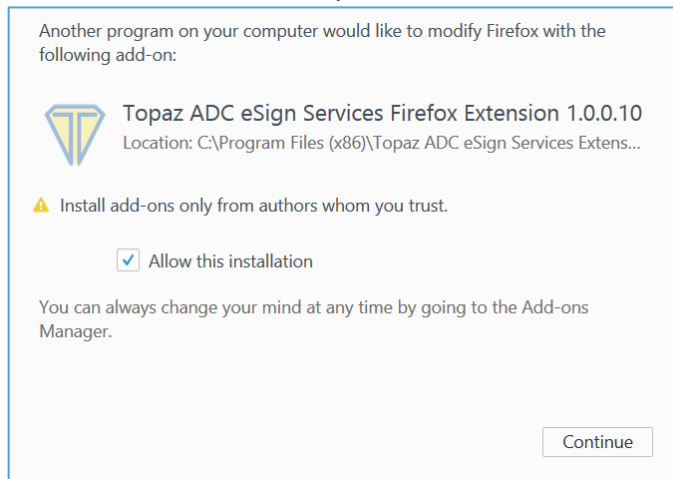 Another program on your computer would like to modify Firefox with the
following add-on:
Topaz ADC eSign Services Firefox Extension 1.0.0.10
Location: C:\Program Files (x86)\Topaz ADC eSign Services Extens...
Install add-ons only from authors whom you trust.
Allow this installation
You can always change your mind at any time by going to the Add-ons
Manager.
Continue